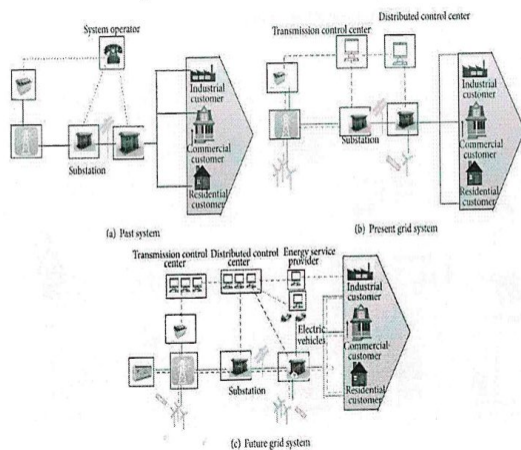 System operator
Industrial
customer
Commercial
customer
Residential
customer
Substation
(a) Past system
Distributed control center
Transmission control center
Industrial
customer
Commercial
customer
Residential
customer
Substation
(b) Present grid system
Transmission control
center
Distributed control
center
Energy service
provider
Industrial
customer
Electric
vehicles
Commercial
customer
Residential
customer
Substation
(c) Future grid system